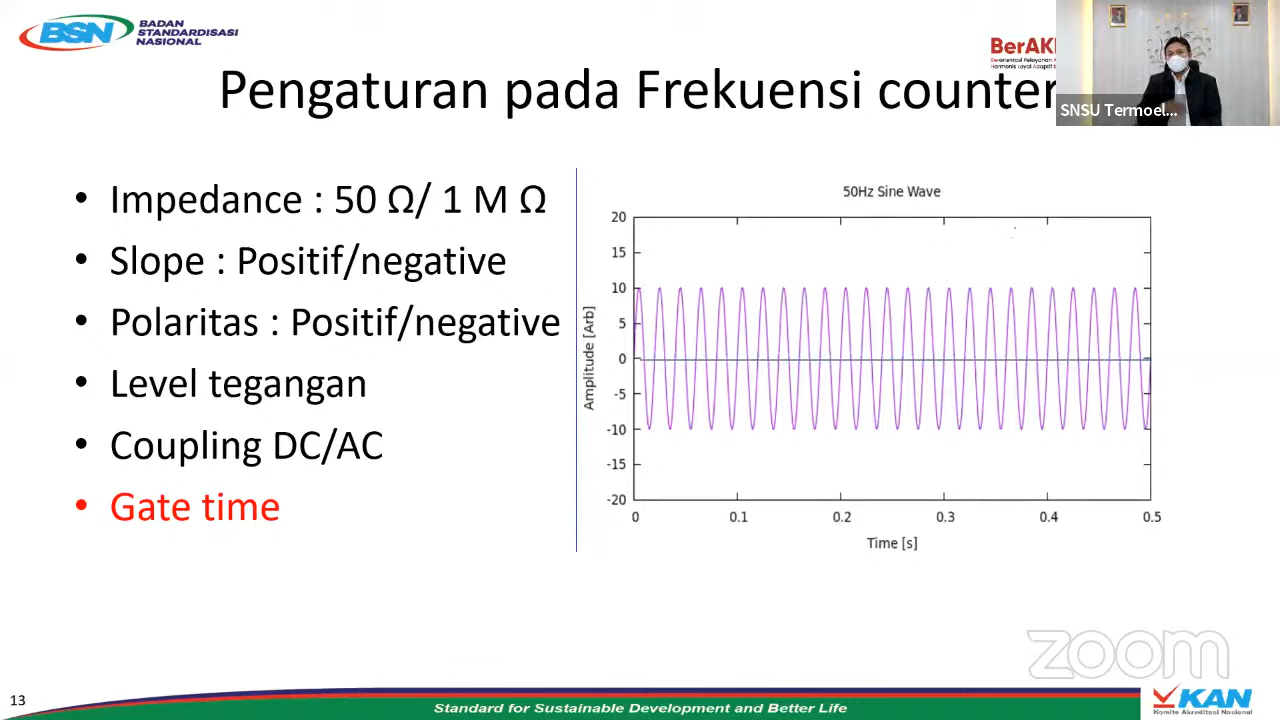 BSN
BADAN
STANDARDISASI
NASIONAL
BerAK
Pengaturan pada Frekuensi counter
SNSU Termoel...
• Impedance : 50 Ω/ 1 M Ω
• Slope : Positif/negative
• Polaritas : Positif/negative
• Level tegangan
• Coupling DC/AC
• Gate time
50Hz Sine Wave
20
15
10
5
0
-5
-10
-15
-20
Amplitude [Arb]
0 0.1 0.2 0.3 0.4 0.5
Time [s]
zoom
13
Standard for Sustainable Development and Better Life
KAN
Komite Akreditasi Nasional